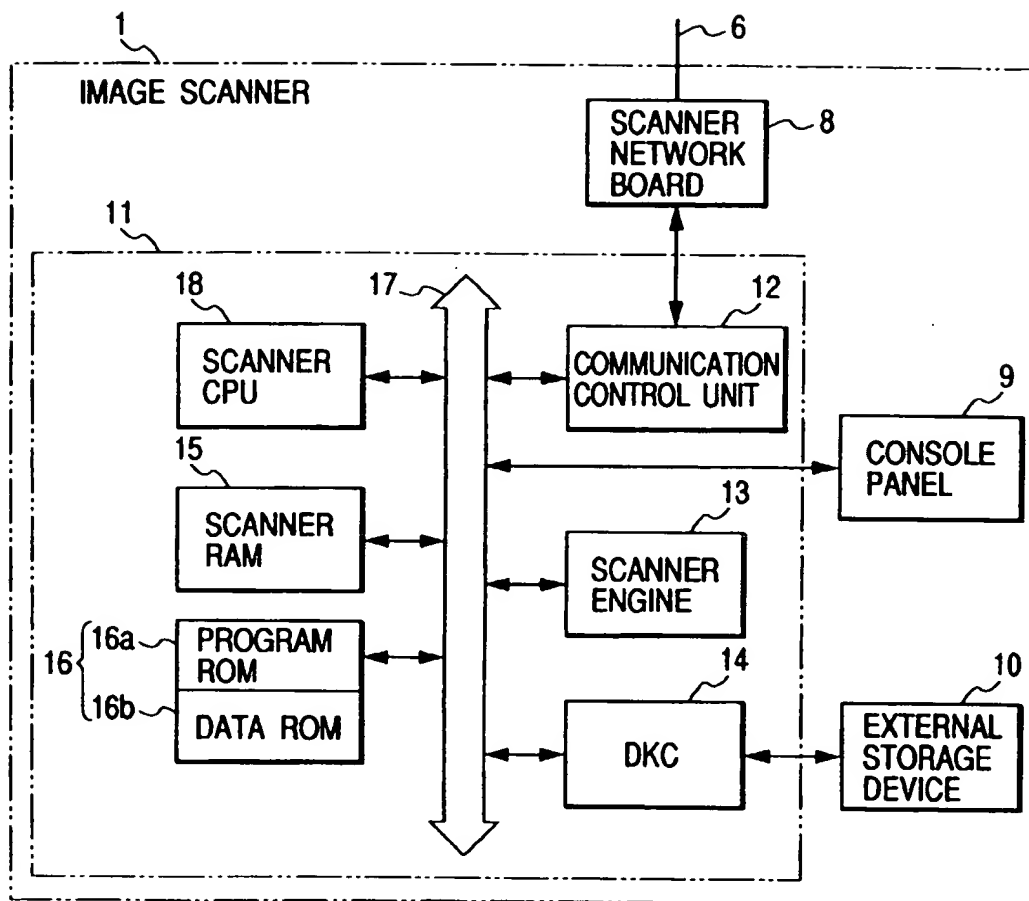 1
6
IMAGE SCANNER
SCANNER
NETWORK
BOARD
8
11
18
17
12
SCANNER
CPU
COMMUNICATION
CONTROL UNIT
9
CONSOLE
PANEL
15
SCANNER
RAM
13
SCANNER
ENGINE
16
16a
PROGRAM
ROM
16b
DATA ROM
14
DKC
10
EXTERNAL
STORAGE
DEVICE